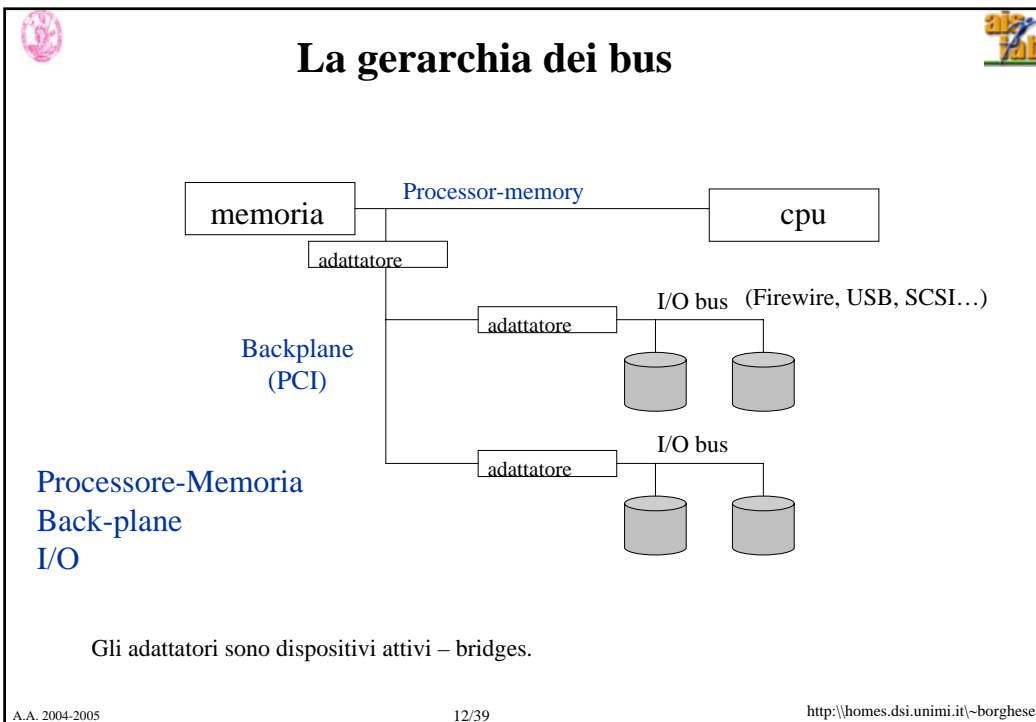 La gerarchia dei bus
Processor-memory
memoria
cpu
adattatore
I/O bus (Firewire, USB, SCSI…)
adattatore
Backplane
(PCI)
I/O bus
adattatore
Processore-Memoria
Back-plane
I/O
Gli adattatori sono dispositivi attivi – bridges.
A.A. 2004-2005
12/39
http:\\homes.dsi.unimi.it\~borghese